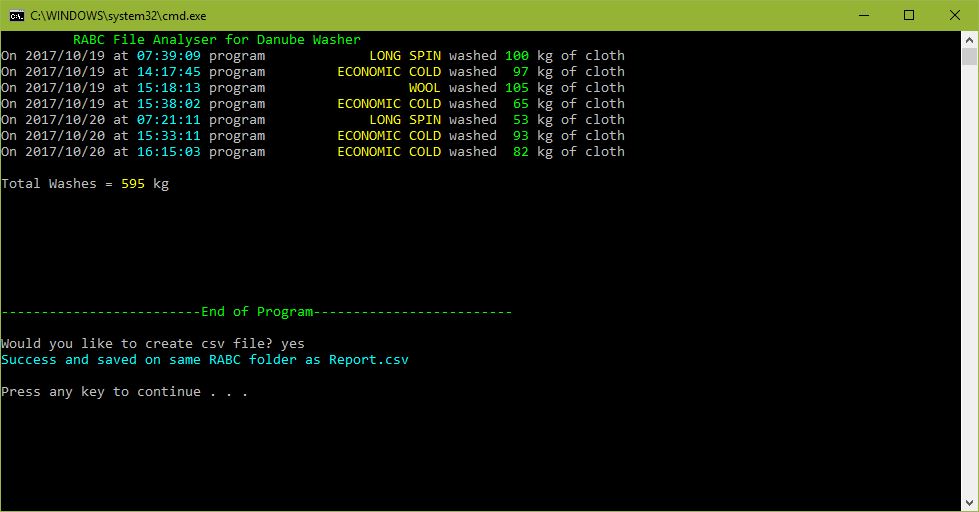 C:\WINDOWS\system32\cmd.exe
RABC File Analyser for Danube Washer
On 2017/10/19 at 07:39:09 program LONG SPIN washed 100 kg of cloth
On 2017/10/19 at 14:17:45 program ECONOMIC COLD washed 97 kg of cloth
On 2017/10/19 at 15:18:13 program WOOL washed 105 kg of cloth
On 2017/10/19 at 15:38:02 program ECONOMIC COLD washed 65 kg of cloth
On 2017/10/20 at 07:21:11 program LONG SPIN washed 53 kg of cloth
On 2017/10/20 at 15:33:11 program ECONOMIC COLD washed 93 kg of cloth
On 2017/10/20 at 16:15:03 program ECONOMIC COLD washed 82 kg of cloth
Total Washes = 595 kg
-------------------------End of Program-------------------------
Would you like to create csv file? yes
Success and saved on same RABC folder as Report.csv
Press any key to continue . . .